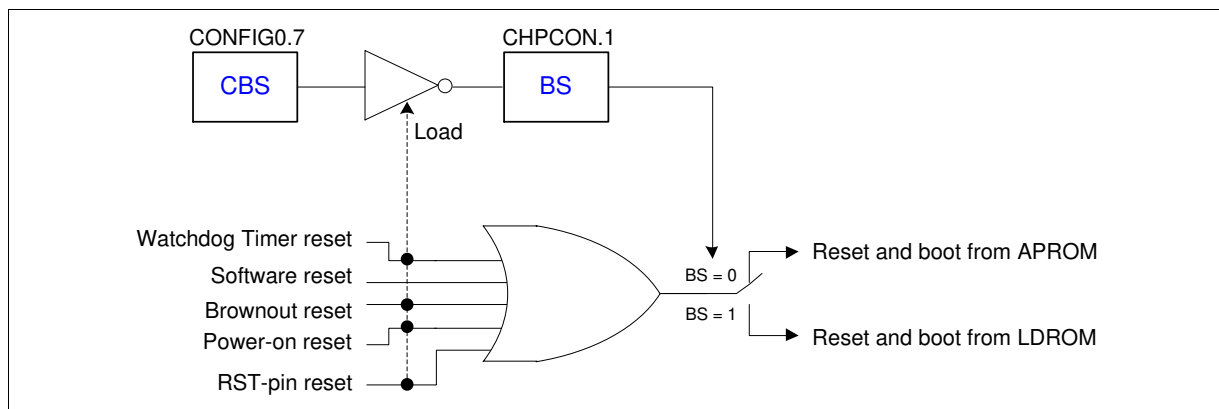 CONFIG0.7
CHPCON.1
CBS
BS
Load
Watchdog Timer reset
Software reset
Brownout reset
Power-on reset
RST-pin reset
BS = 0
BS = 1
Reset and boot from APROM
Reset and boot from LDROM